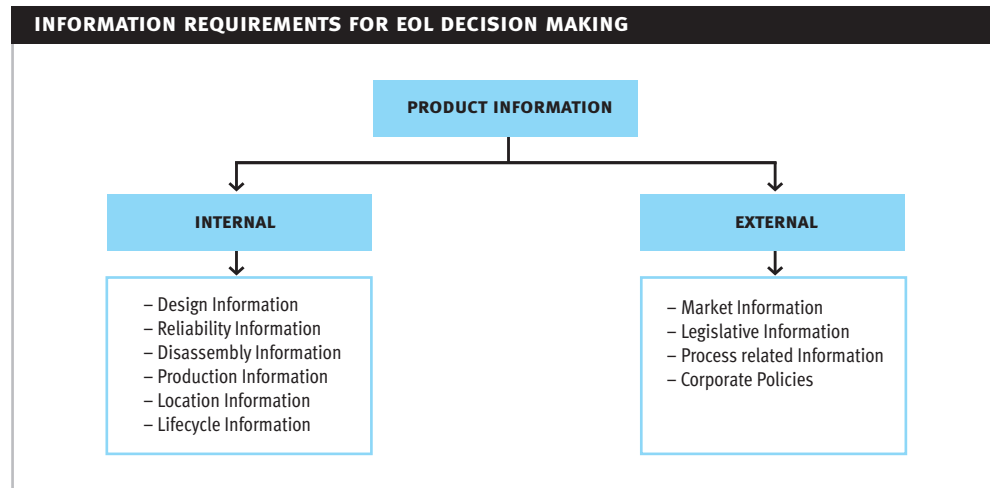 INFORMATION REQUIREMENTS FOR EOL DECISION MAKING
PRODUCT INFORMATION
INTERNAL
– Design Information
– Reliability Information
– Disassembly Information
– Production Information
– Location Information
– Lifecycle Information
EXTERNAL
– Market Information
– Legislative Information
– Process related Information
– Corporate Policies